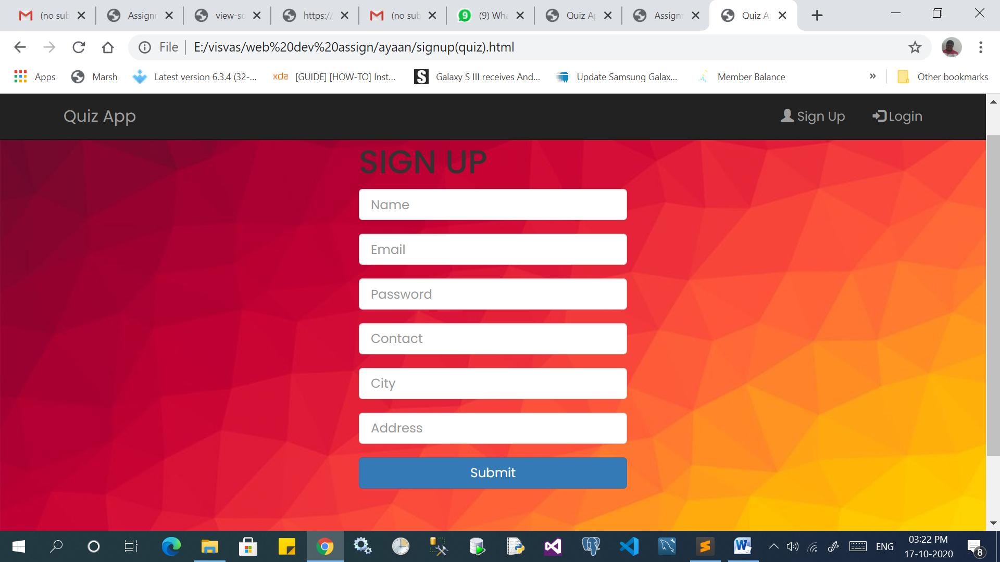 (no sub
Assignr
view-so
https://
(no sub
(9) Wha
Quiz Ap
Assignr
Quiz Ap
File
E:/visvas/web%20dev%20assign/ayaan/signup(quiz).html
Apps
Marsh
Latest version 6.3.4 (32-...
xda
[GUIDE] [HOW-TO] Inst...
S
Galaxy S III receives And...
Update Samsung Galax...
Member Balance
»
Other bookmarks
Quiz App
Sign Up
Login
SIGN UP
Name
Email
Password
Contact
City
Address
Submit
ENG
03:22 PM
17-10-2020
8